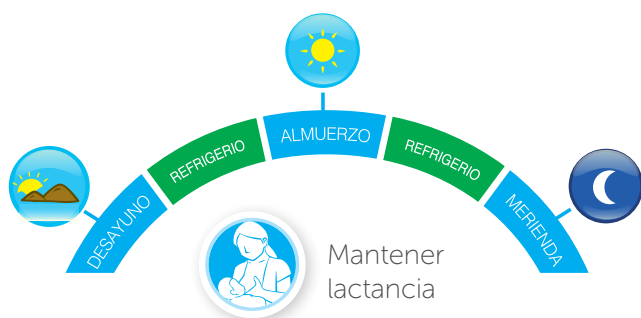 DESAYUNO
REFRIGERIO
ALMUERZO
REFRIGERIO
MERIENDA
Mantener
lactancia